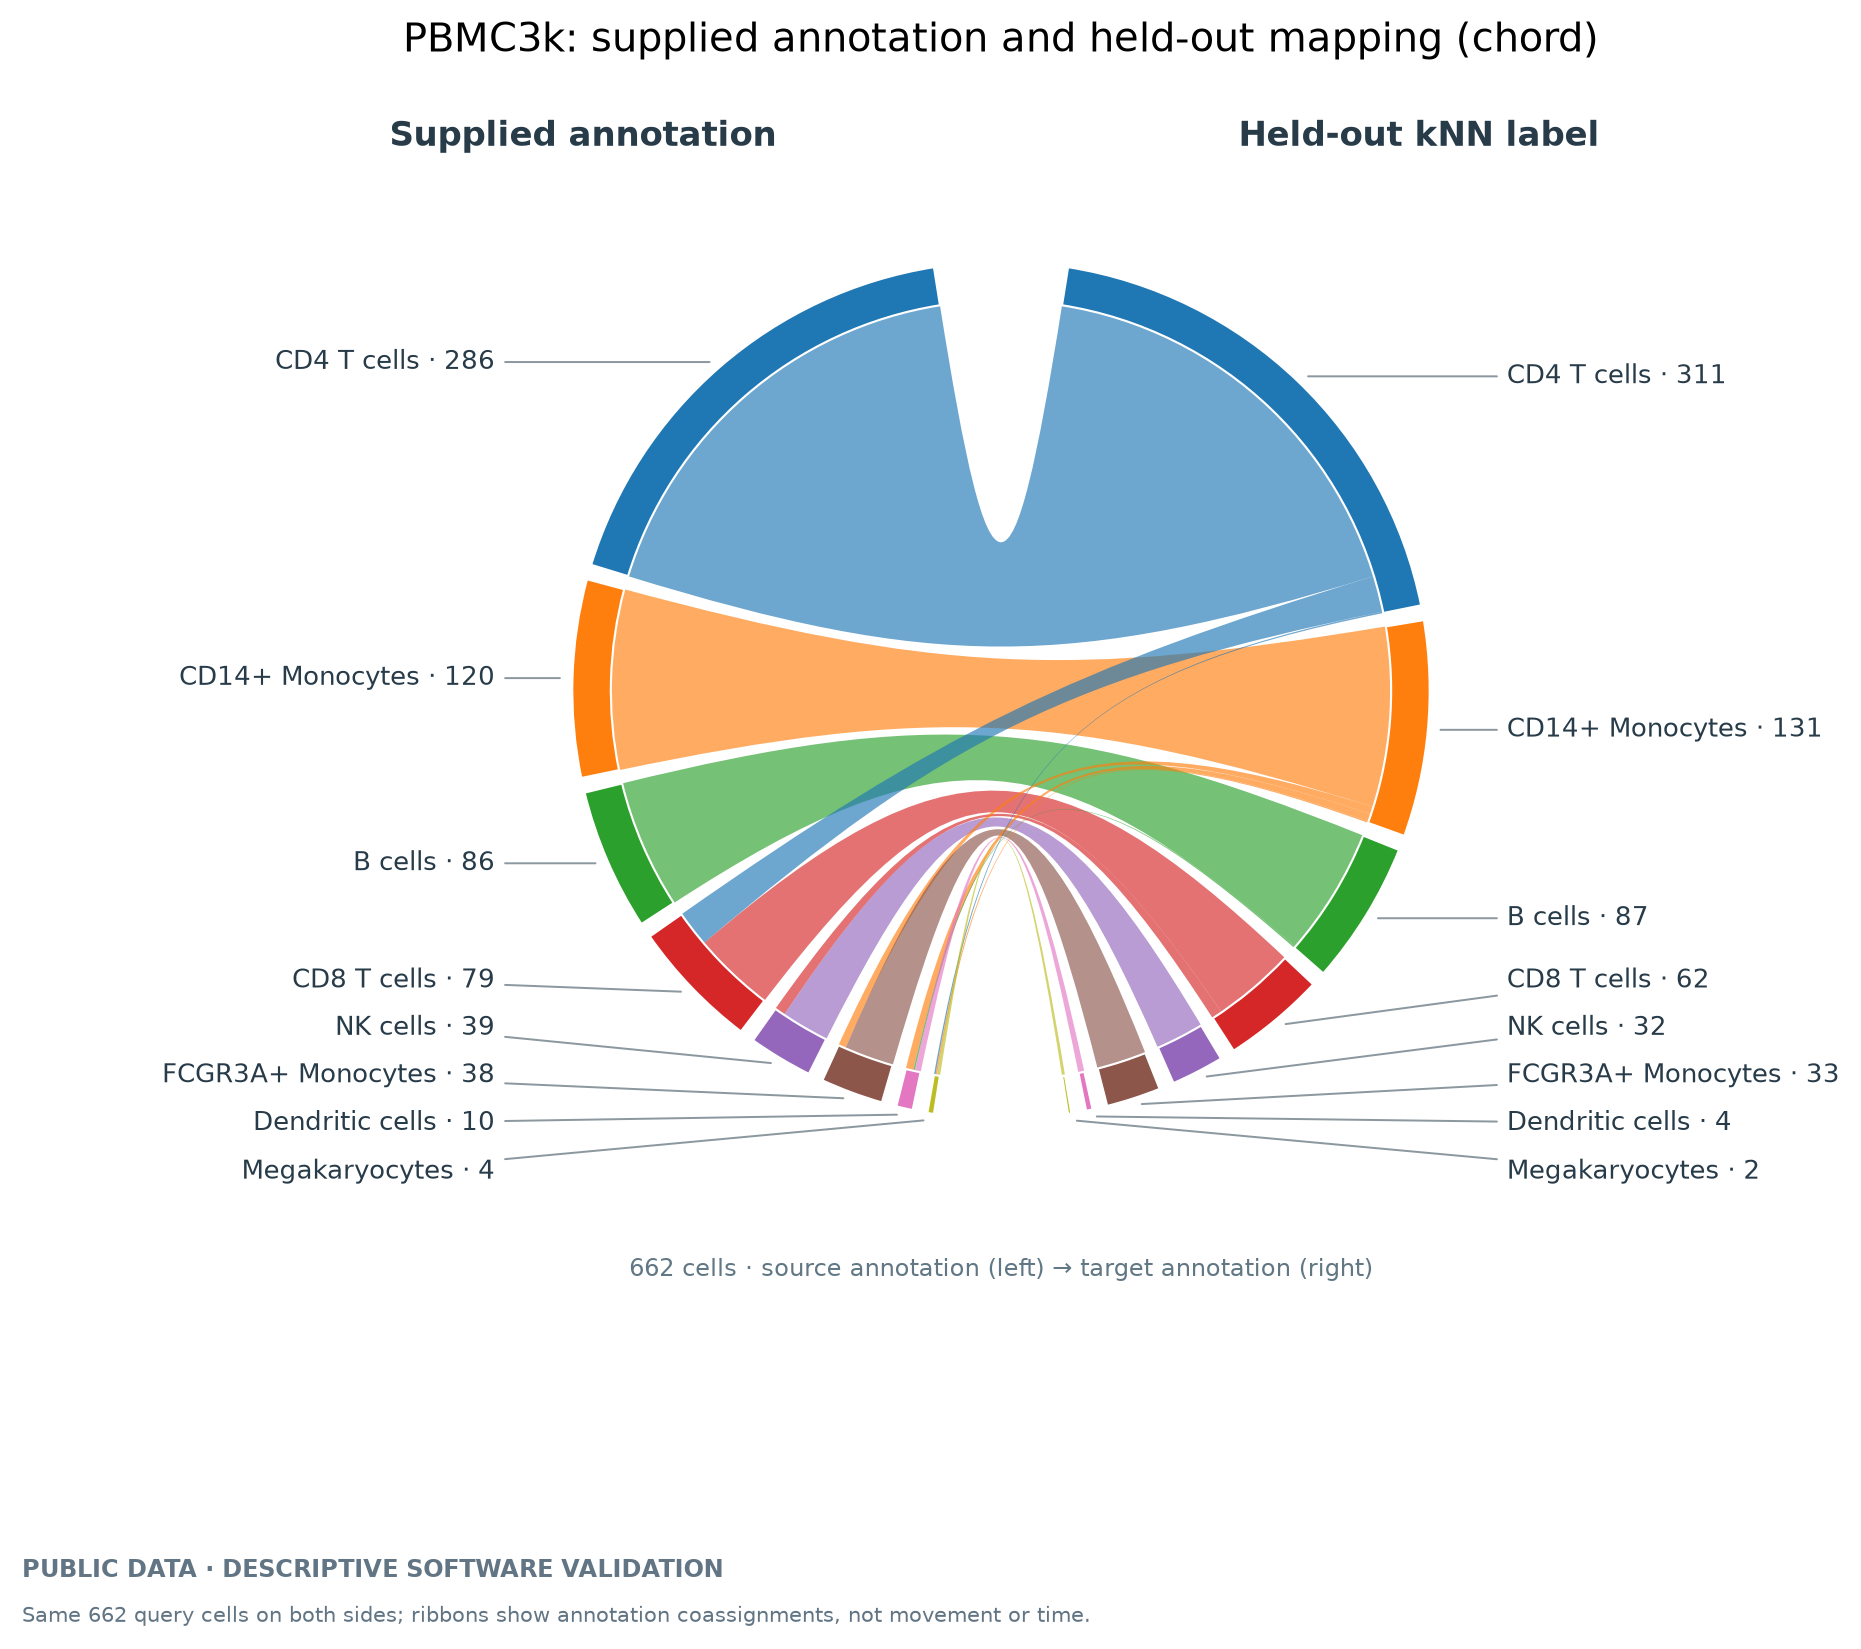 PBMC3k: supplied annotation and held-out mapping (chord)
Supplied annotation
Held-out kNN label
CD4 T cells · 286
CD14+ Monocytes · 120
B cells · 86
CD8 T cells · 79
NK cells · 39
FCGR3A+ Monocytes · 38
Dendritic cells · 10
Megakaryocytes · 4
CD4 T cells · 311
CD14+ Monocytes · 131
B cells · 87
CD8 T cells · 62
NK cells · 32
FCGR3A+ Monocytes · 33
Dendritic cells · 4
Megakaryocytes · 2
662 cells · source annotation (left) → target annotation (right)
PUBLIC DATA · DESCRIPTIVE SOFTWARE VALIDATION
Same 662 query cells on both sides; ribbons show annotation coassignments, not movement or time.